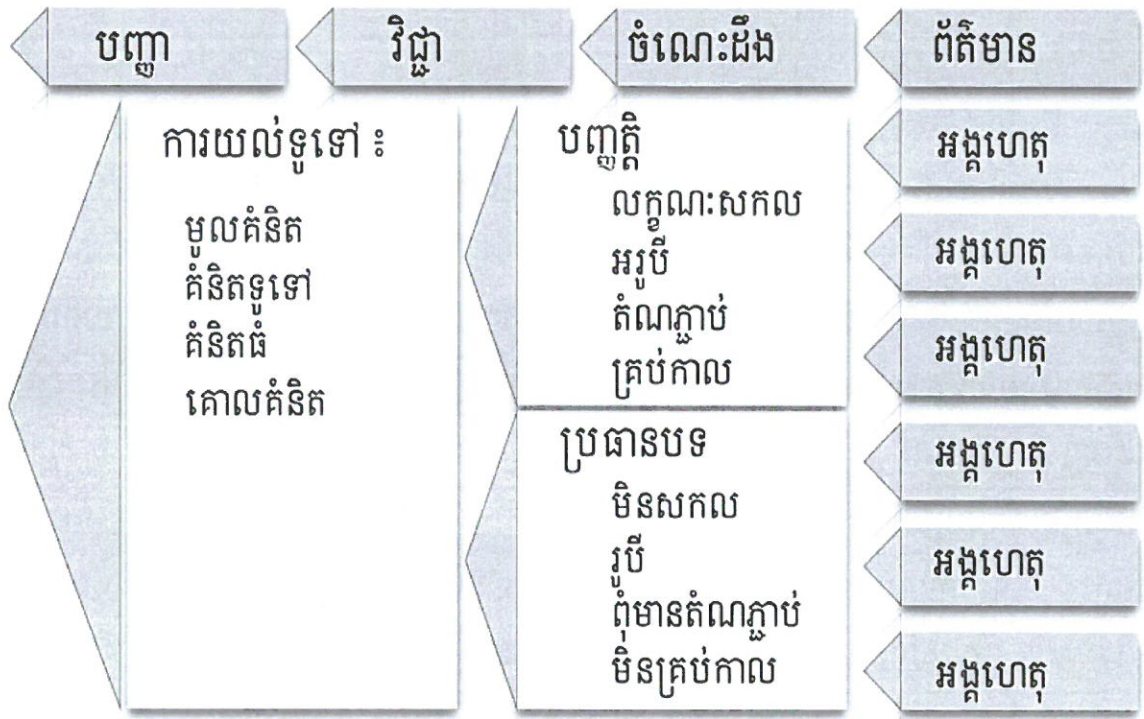 បញ្ញា
វិជ្ជា
ចំណេះដឹង
ព័ត៌មាន
ការយល់ទូទៅ ៖
មូលគំនិត
គំនិតទូទៅ
គំនិតធំ
គោលគំនិត
បញ្ញត្តិ
លក្ខណៈសកល
អរូបី
តំណភ្ជាប់
គ្រប់កាល
ប្រធានបទ
មិនសកល
រូបី
ពុំមានតំណភ្ជាប់
មិនគ្រប់កាល
អង្គហេតុ
អង្គហេតុ
អង្គហេតុ
អង្គហេតុ
អង្គហេតុ
អង្គហេតុ